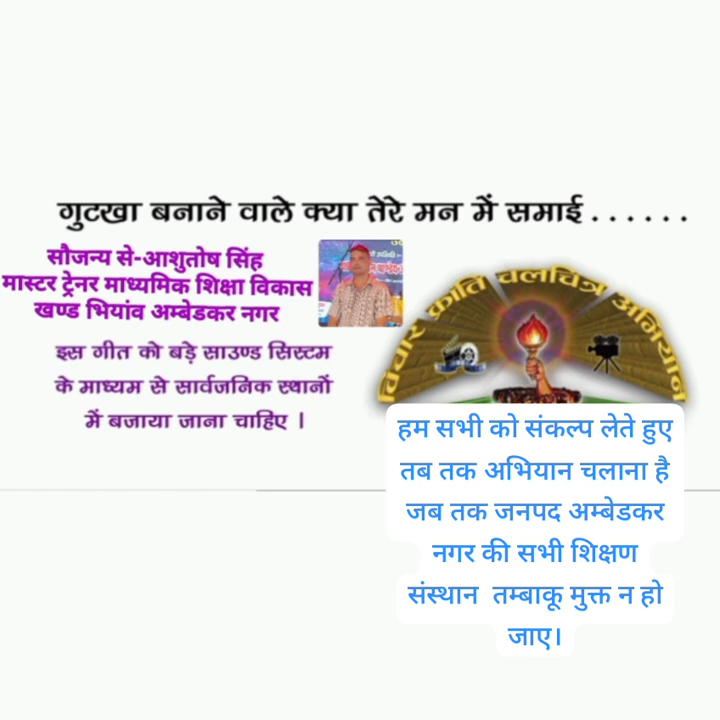 गुटखा बनाने वाले क्या तेरे मन में समाई . . . . . .
सौजन्य से-आशुतोष सिंह
मास्टर ट्रेनर माध्यमिक शिक्षा विकास
खण्ड भियांव अम्बेडकर नगर
इस गीत को बड़े साउण्ड सिस्टम
के माध्यम से सार्वजनिक स्थानों
में बजाया जाना चाहिए ।
विचार क्रांति चलचित्र अभियान
हम सभी को संकल्प लेते हुए
तब तक अभियान चलाना है
जब तक जनपद अम्बेडकर
नगर की सभी शिक्षण
संस्थान तम्बाकू मुक्त न हो
जाए।